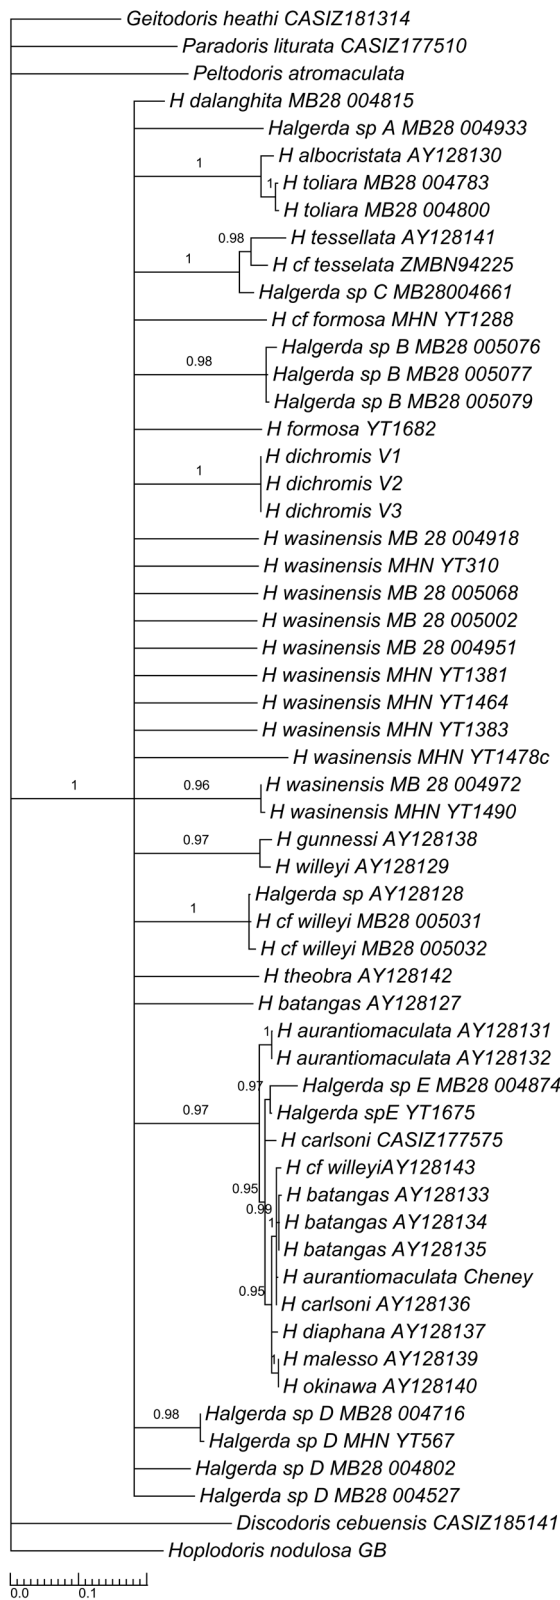 Geitodoris heathi CASIZ181314
Paradoris liturata CASIZ177510
Peltodoris atromaculata
H dalanghita MB28 004815
Halgerda sp A MB28 004933
H albocristata AY128130
1
H toliara MB28 004783
1
H toliara MB28 004800
H tessellata AY128141
0.98
H cf tesselata ZMBN94225
1
Halgerda sp C MB28004661
H cf formosa MHN YT1288
Halgerda sp B MB28 005076
0.98
Halgerda sp B MB28 005077
Halgerda sp B MB28 005079
H formosa YT1682
H dichromis V1
1
H dichromis V2
H dichromis V3
H wasinensis MB 28 004918
H wasinensis MHN YT310
H wasinensis MB 28 005068
H wasinensis MB 28 005002
H wasinensis MB 28 004951
H wasinensis MHN YT1381
H wasinensis MHN YT1464
H wasinensis MHN YT1383
H wasinensis MHN YT1478c
1
0.96
H wasinensis MB 28 004972
H wasinensis MHN YT1490
H gunnessi AY128138
0.97
H willeyi AY128129
Halgerda sp AY128128
1
H cf willeyi MB28 005031
H cf willeyi MB28 005032
H theobra AY128142
H batangas AY128127
1
H aurantiomaculata AY128131
H aurantiomaculata AY128132
0.97
Halgerda sp E MB28 004874
0.97
Halgerda spE YT1675
H carlsoni CASIZ177575
H cf willeyiAY128143
0.95
H batangas AY128133
0.99
1
H batangas AY128134
H batangas AY128135
H aurantiomaculata Cheney
0.95
H carlsoni AY128136
H diaphana AY128137
1
H malesso AY128139
H okinawa AY128140
0.98
Halgerda sp D MB28 004716
Halgerda sp D MHN YT567
Halgerda sp D MB28 004802
Halgerda sp D MB28 004527
Discodoris cebuensis CASIZ185141
Hoplodoris nodulosa GB
0.0 0.1